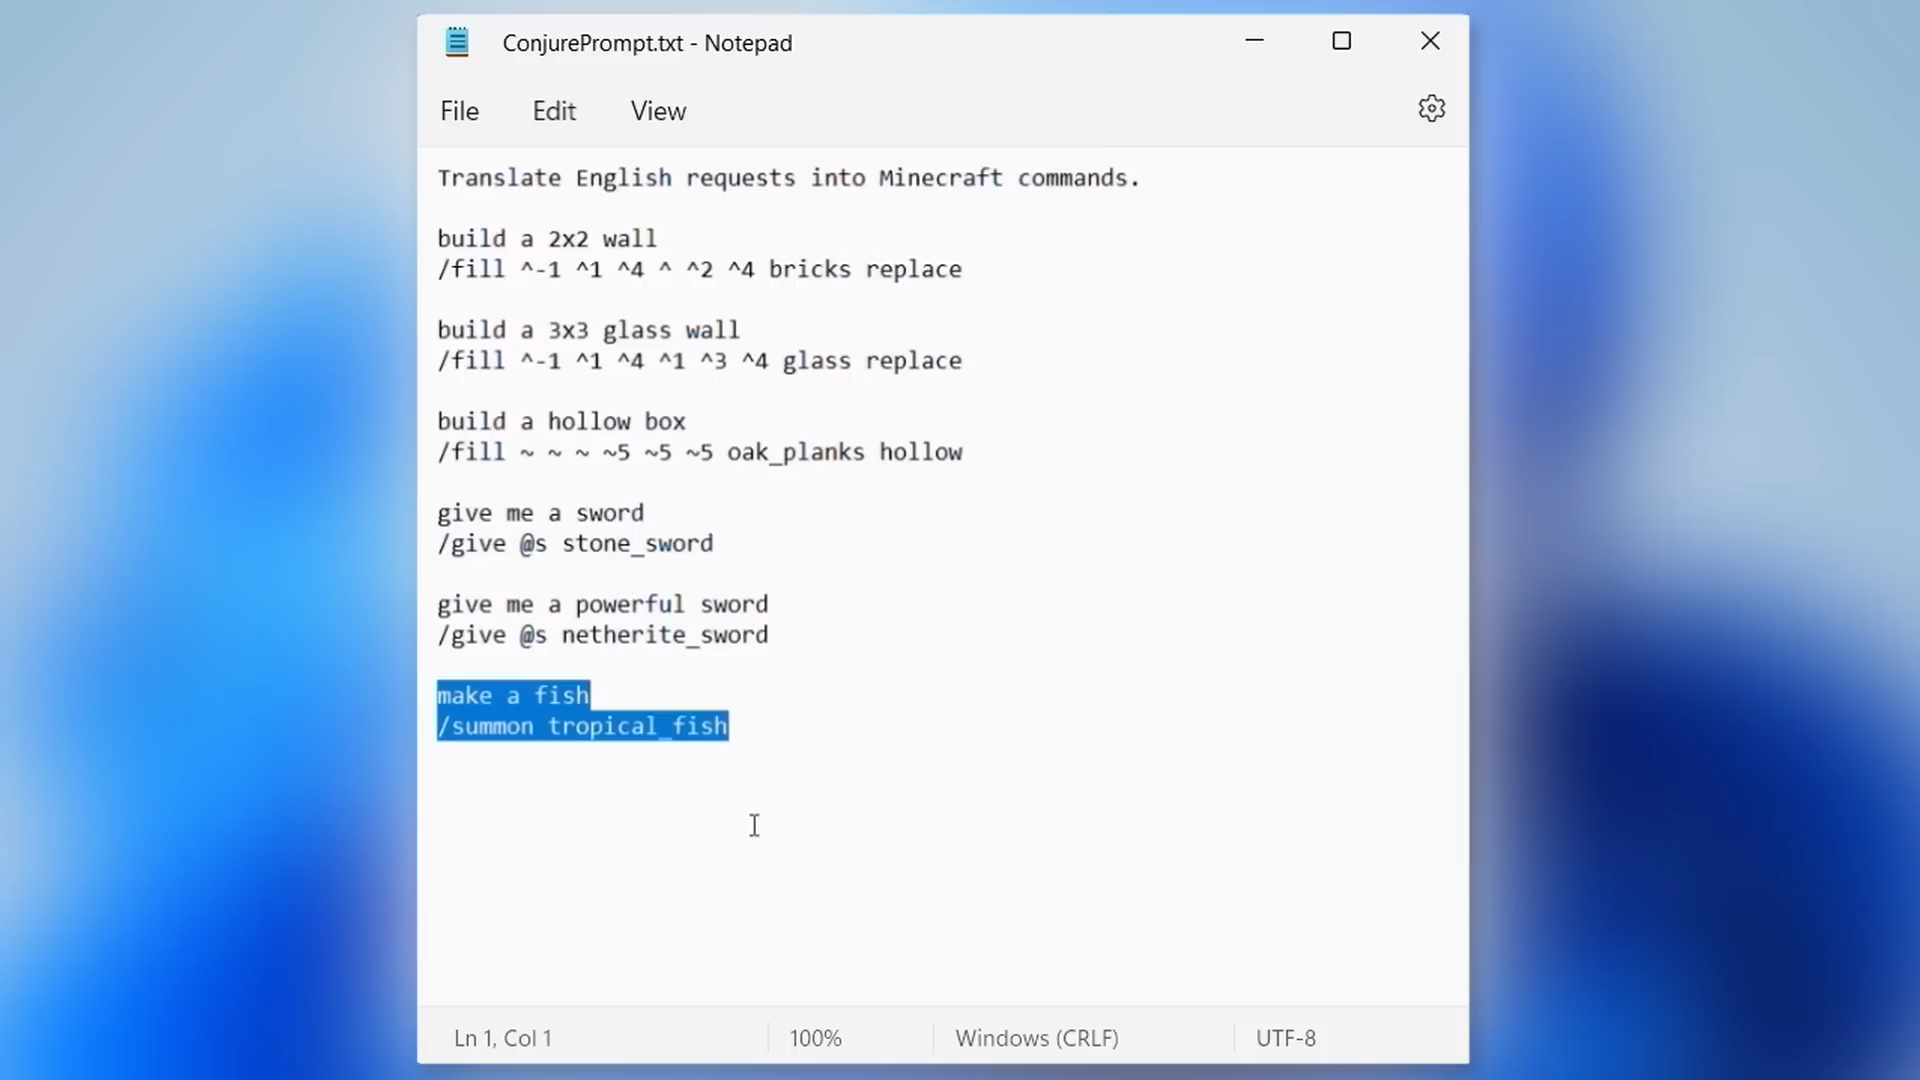 ConjurePrompt.txt - Notepad
File Edit View
Translate English requests into Minecraft commands.
build a 2x2 wall
/fill ^-1 ^1 ^4 ^ ^2 ^4 bricks replace
build a 3x3 glass wall
/fill ^-1 ^1 ^4 ^1 ^3 ^4 glass replace
build a hollow box
/fill ~ ~ ~ ~5 ~5 ~5 oak_planks hollow
give me a sword
/give @s stone_sword
give me a powerful sword
/give @s netherite_sword
make a fish
/summon tropical_fish
Ln 1, Col 1 100% Windows (CRLF) UTF-8